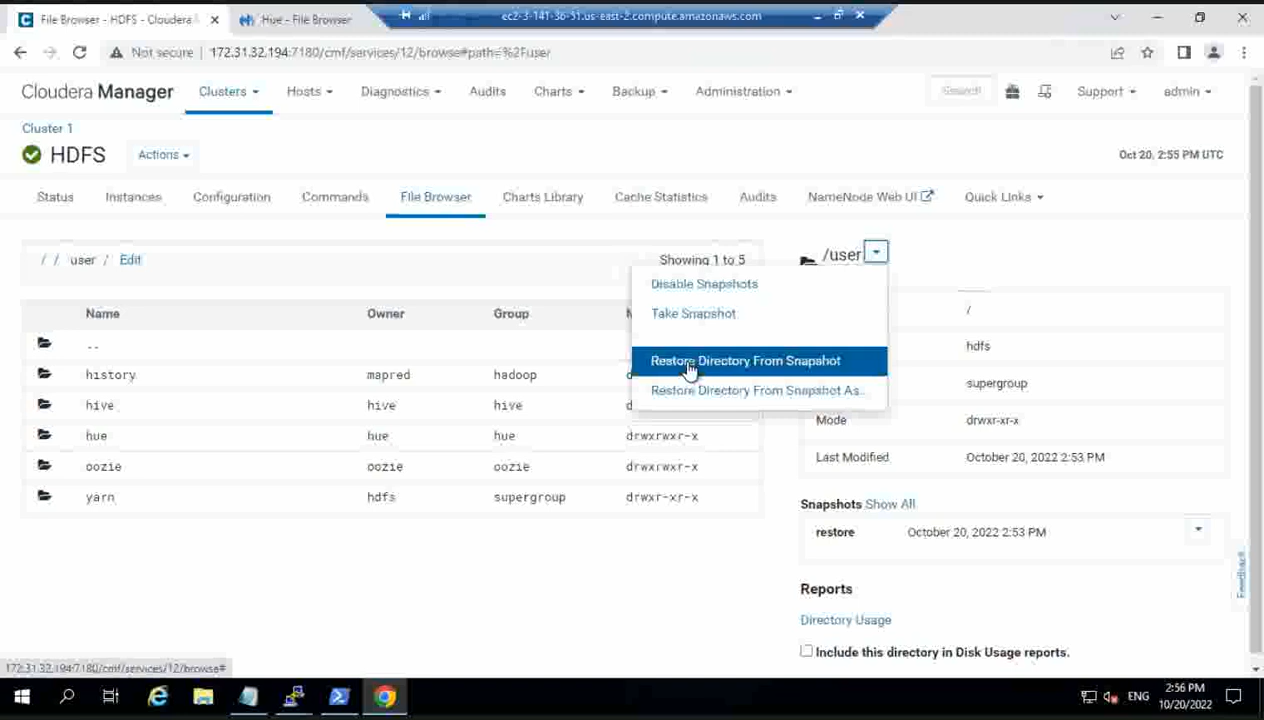 File Browser - HDFS - Cloudera
Hue - File Browser
ec2-3-141-36-51.us-east-2.compute.amazonaws.com
Not secure | 172.31.32.194:7180/cmf/services/12/browse#path=%2Fuser
Cloudera Manager Clusters Hosts Diagnostics Audits Charts Backup Administration Search Support admin
Cluster 1
HDFS Actions Oct 20, 2:55 PM UTC
Status Instances Configuration Commands File Browser Charts Library Cache Statistics Audits NameNode Web UI Quick Links
/ / user / Edit Showing 1 to 5
Name Owner Group
..
history mapred hadoop
hive hive hive
hue hue hue drwxrwxr-x
oozie oozie oozie drwxrwxr-x
yarn hdfs supergroup drwxr-xr-x
/user
Disable Snapshots
Take Snapshot
Restore Directory From Snapshot
Restore Directory From Snapshot As..
/
hdfs
supergroup
Mode drwxr-xr-x
Last Modified October 20, 2022 2:53 PM
Snapshots Show All
restore October 20, 2022 2:53 PM
Reports
Directory Usage
Include this directory in Disk Usage reports.
Feedback
172.31.32.194:7180/cmf/services/12/browse#
ENG
2:56 PM
10/20/2022